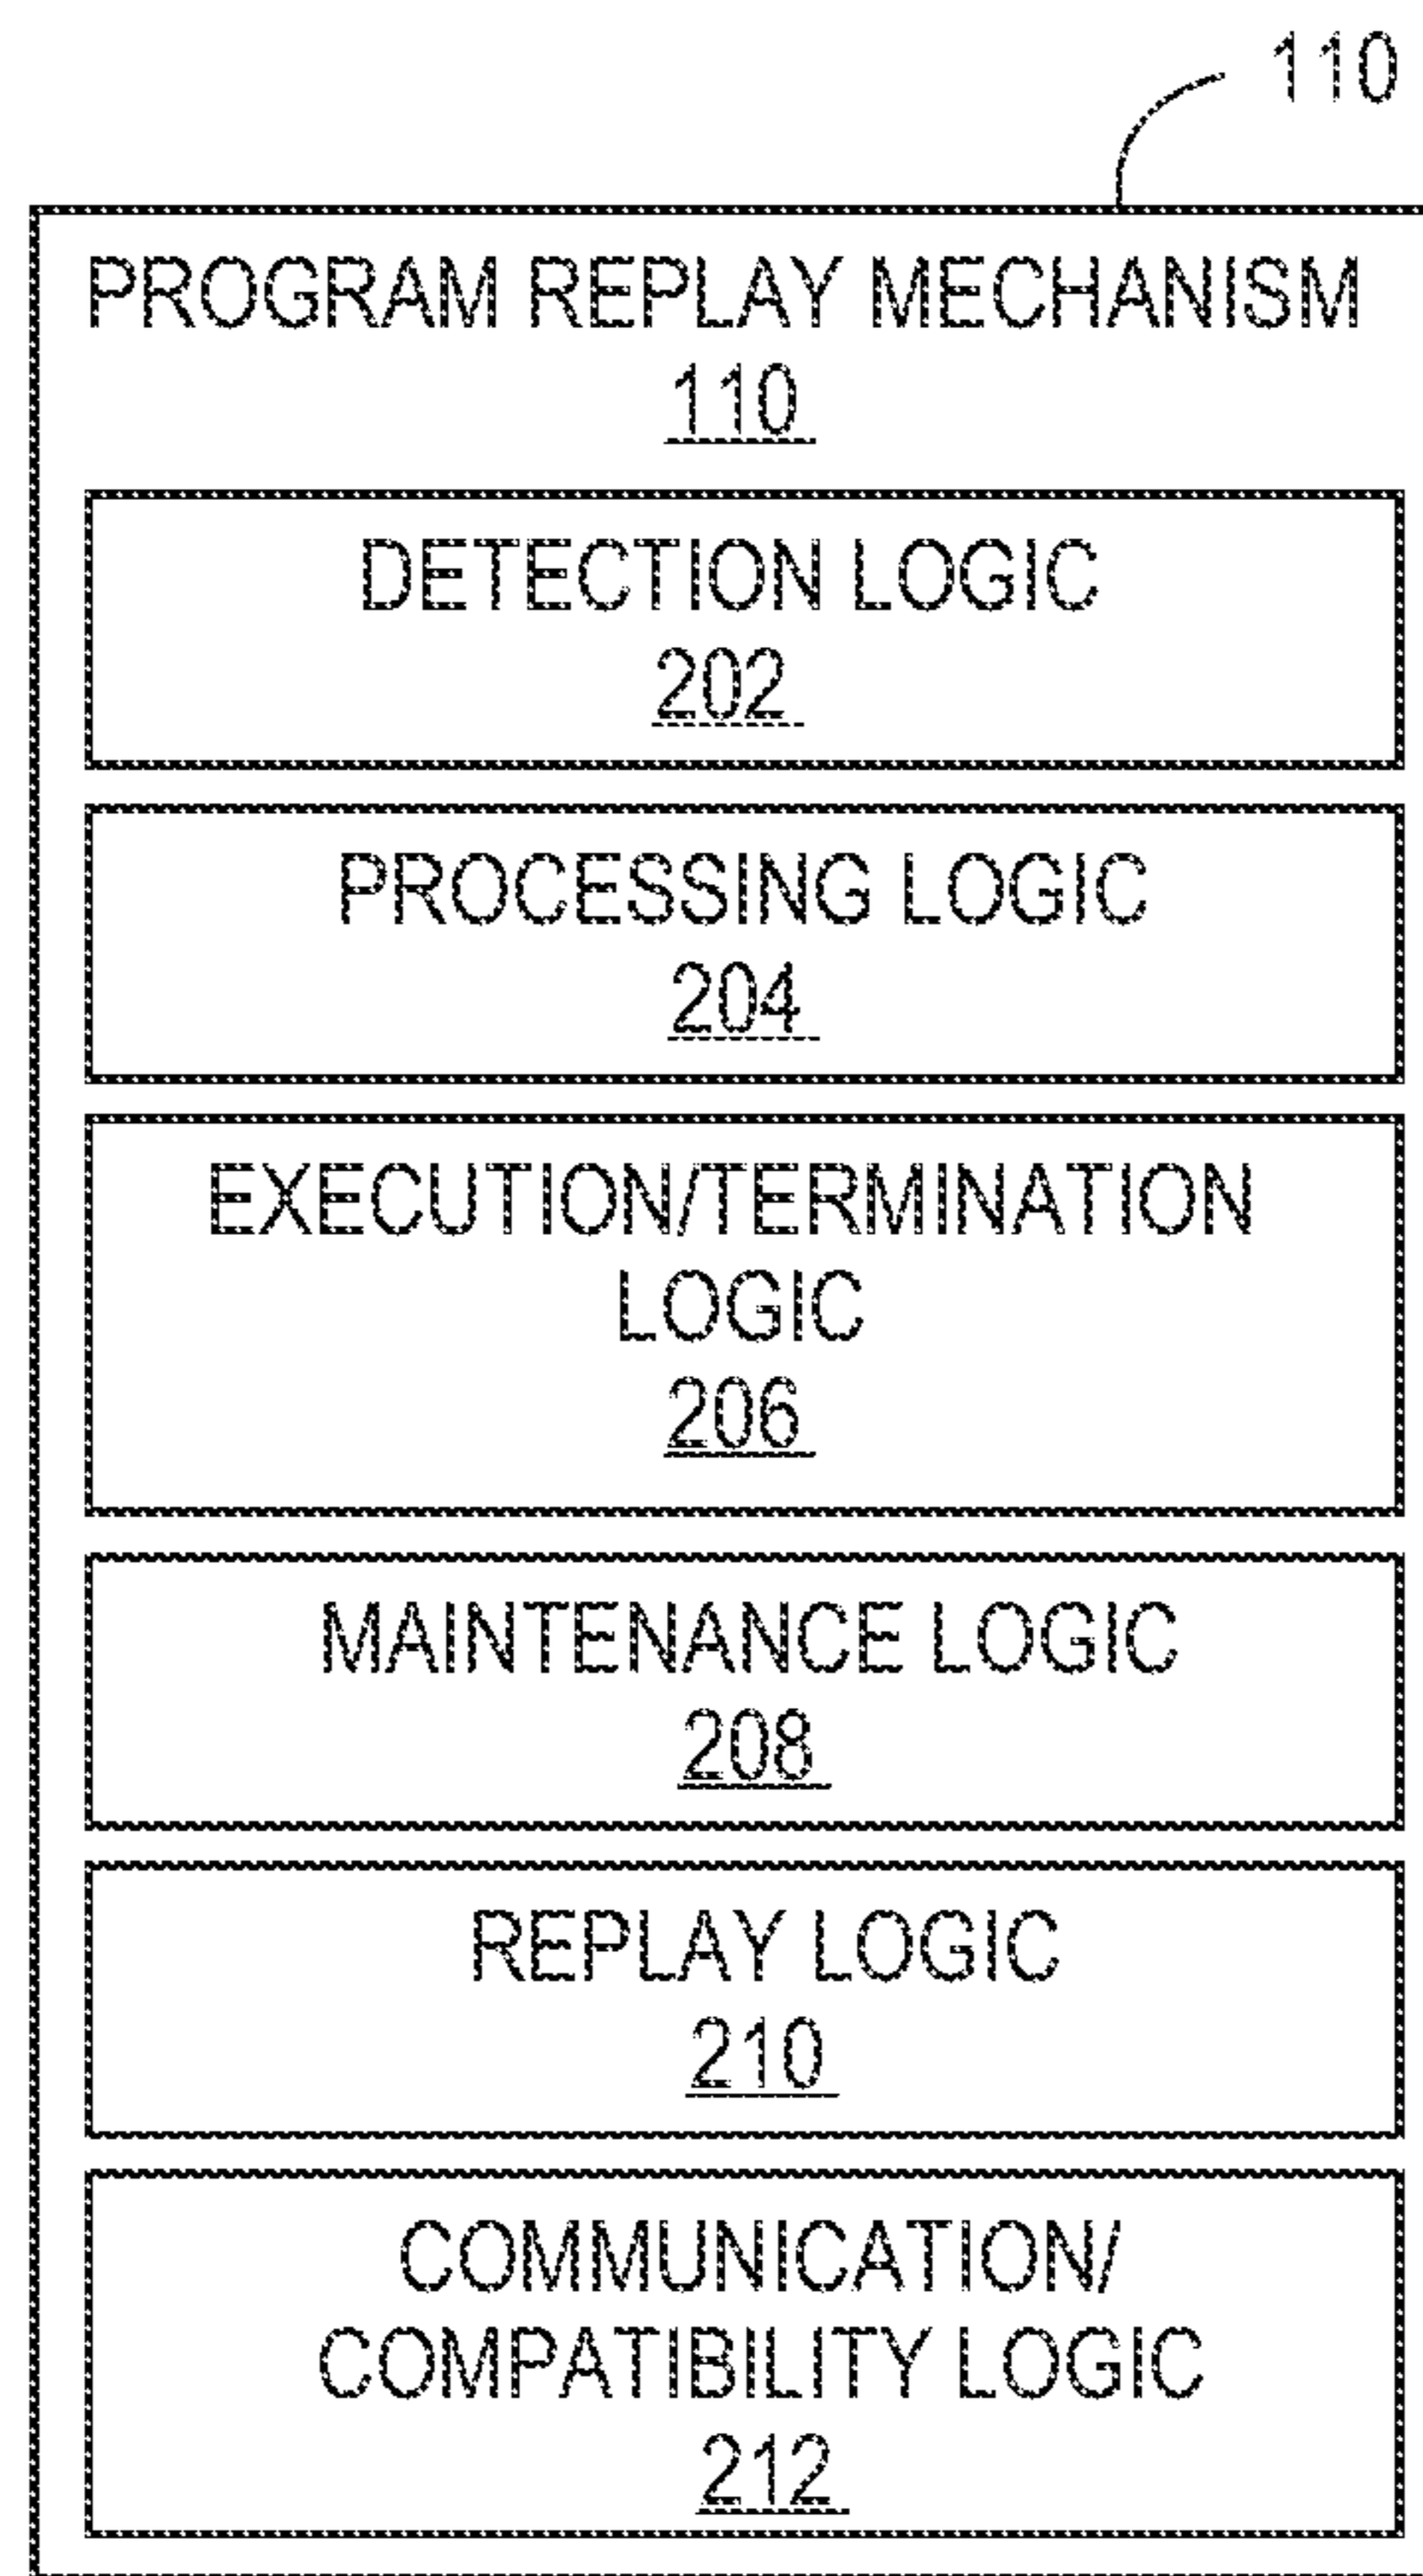 110
PROGRAM REPLAY MECHANISM
110
DETECTION LOGIC
202
PROCESSING LOGIC
204
EXECUTION/TERMINATION
LOGIC
206
MAINTENANCE LOGIC
208
REPLAY LOGIC
210
COMMUNICATION/
COMPATIBILITY LOGIC
212